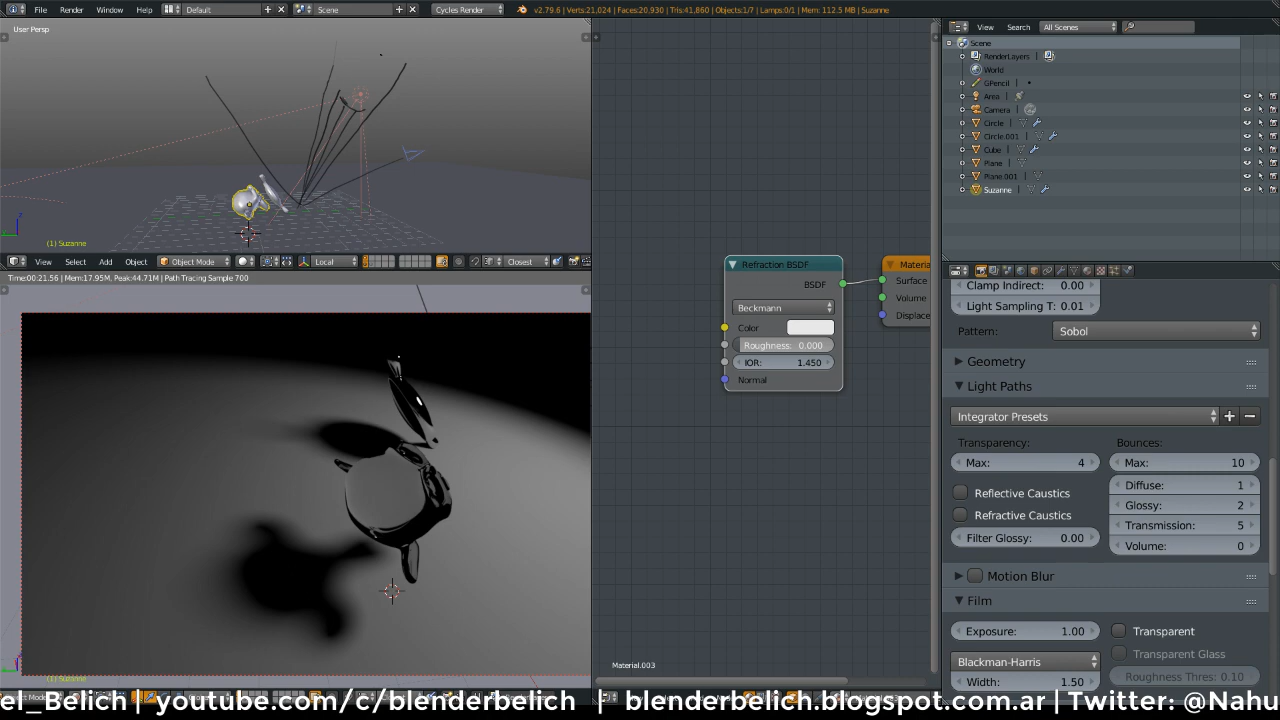 File Render Window Help Default Scene Cycles Render v2.79.6 | Verts:21,024 | Faces:20,930 | Tris:41,860 | Objects:1/7 | Lamps:0/1 | Mem: 112.5 MB | Suzanne
User Persp
(1) Suzanne
View Select Add Object Object Mode Local Closest
Time:00:21.56 | Mem:17.95M, Peak:44.71M | Path Tracing Sample 700
(1) Suzanne
Refraction BSDF
BSDF
Beckmann
Color
Roughness: 0.000
IOR: 1.450
Normal
Materia
Surface
Volume
Displace
Material.003
View Search All Scenes
Scene
RenderLayers |
World
GPencil |
Area |
Camera |
Circle |
Circle.001 |
Cube |
Plane |
Plane.001 |
Suzanne |
Clamp Indirect: 0.00
Light Sampling T: 0.01
Pattern: Sobol
Geometry
Light Paths
Integrator Presets
Transparency: Bounces:
Max: 4 Max: 10
Reflective Caustics Diffuse: 1
Refractive Caustics Glossy: 2
Filter Glossy: 0.00 Transmission: 5
Volume: 0
Motion Blur
Film
Exposure: 1.00 Transparent
Blackman-Harris Transparent Glass
Width: 1.50 Roughness Thres: 0.10
el_Belich | youtube.com/c/blenderbelich | blenderbelich.blogspot.com.ar | Twitter: @Nahu